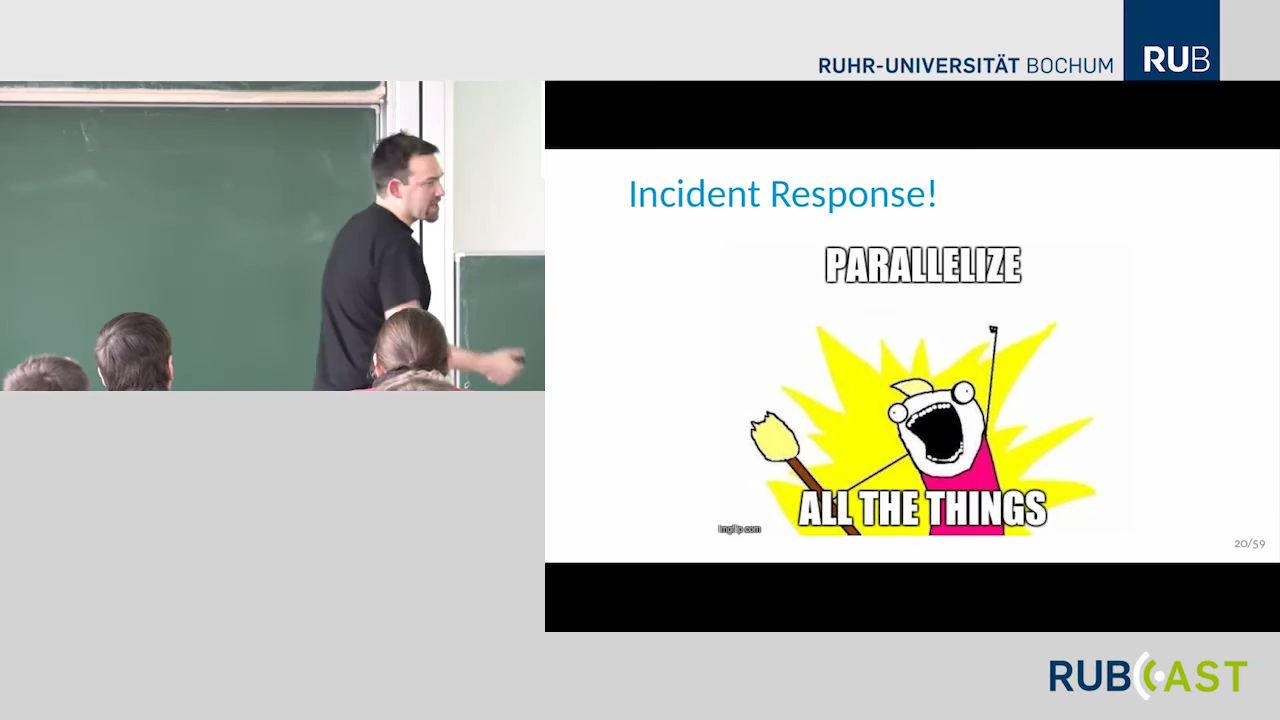 RUHR-UNIVERSITÄT BOCHUM
RUB
Incident Response!
PARALLELIZE
ALL THE THINGS
imgflip.com
20/59
RUBCAST